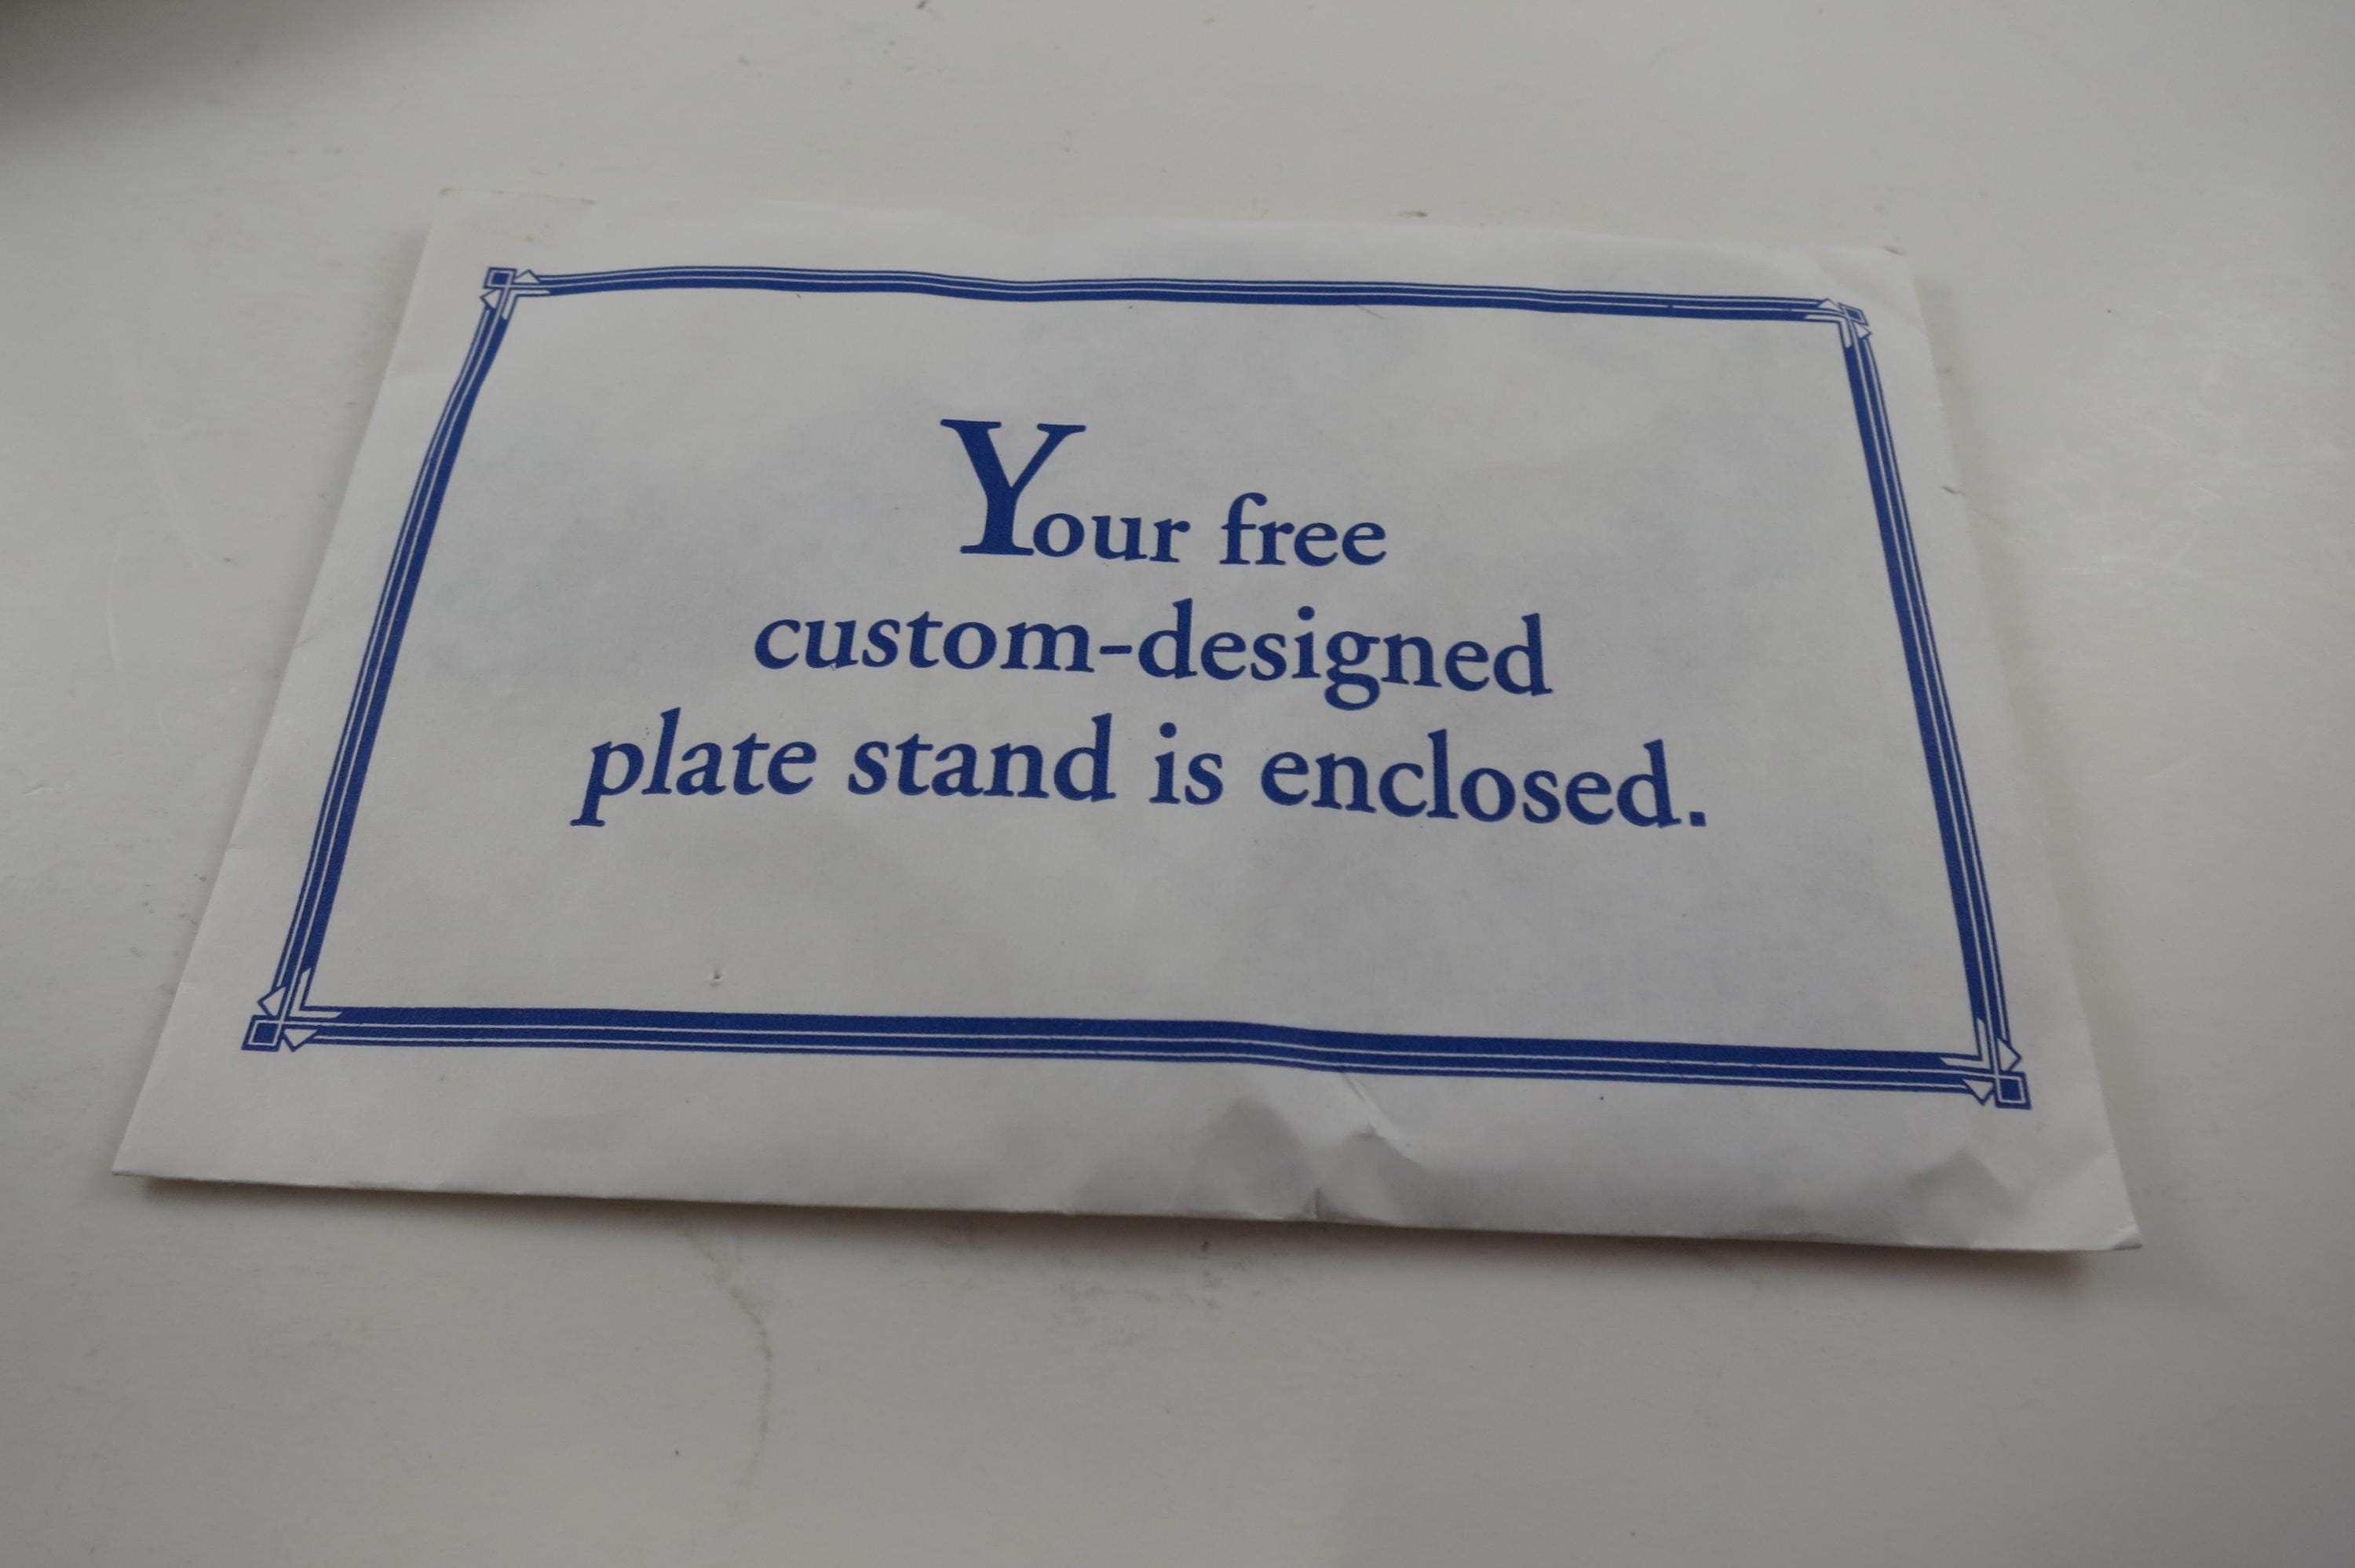 Your free
custom-designed
plate stand is enclosed.